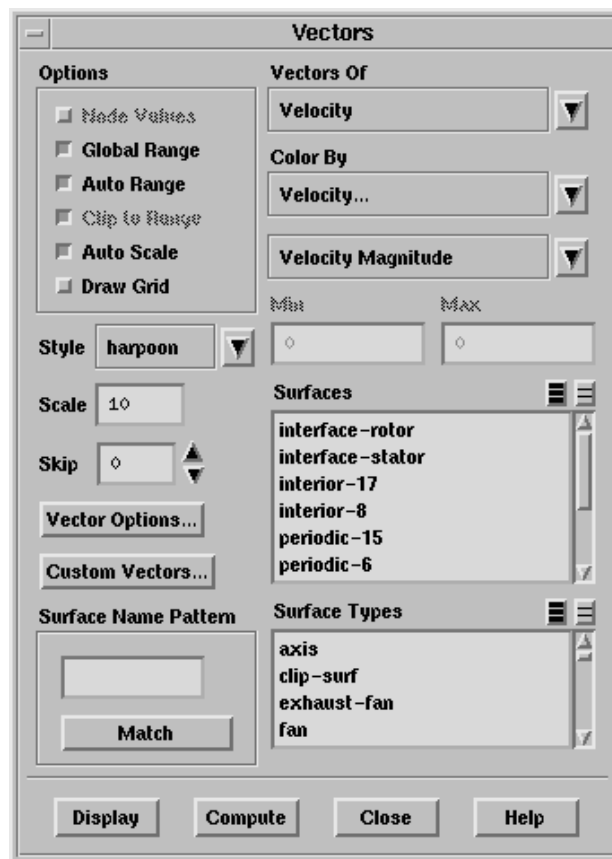 Vectors
Options
Node Values
Global Range
Auto Range
Clip to Range
Auto Scale
Draw Grid
Style harpoon
Scale 10
Skip 0
Vector Options...
Custom Vectors...
Surface Name Pattern
Match
Vectors Of
Velocity
Color By
Velocity...
Velocity Magnitude
Min Max
0 0
Surfaces
interface-rotor
interface-stator
interior-17
interior-8
periodic-15
periodic-6
Surface Types
axis
clip-surf
exhaust-fan
fan
Display Compute Close Help